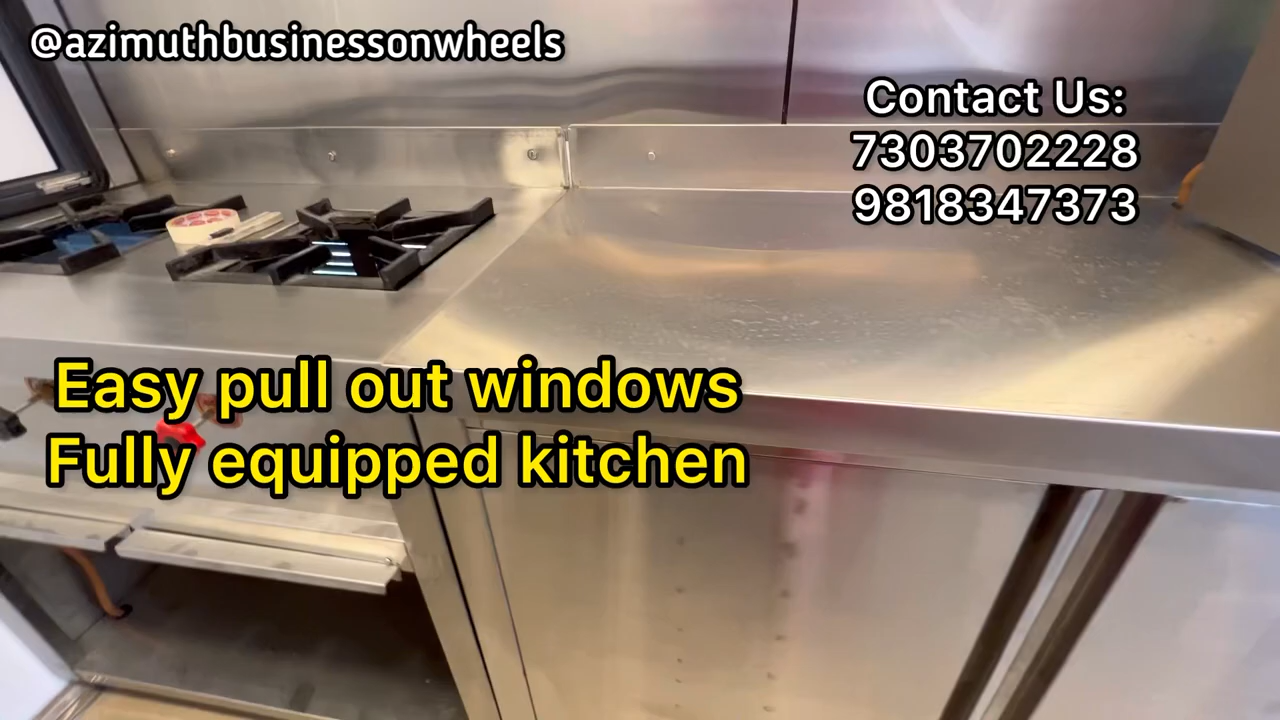 @azimuthbusinessonwheels
Contact Us:
7303702228
9818347373
Easy pull out windows
Fully equipped kitchen